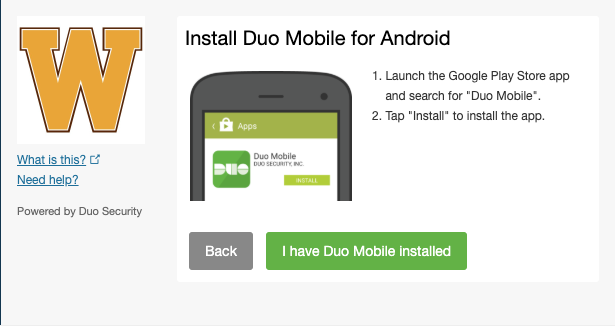 W
Install Duo Mobile for Android
1. Launch the Google Play Store app
and search for "Duo Mobile".
2. Tap "Install" to install the app.
Apps
DUO
Duo Mobile
DUO SECURITY, INC.
INSTALL
What is this?
Need help?
Powered by Duo Security
Back
I have Duo Mobile installed